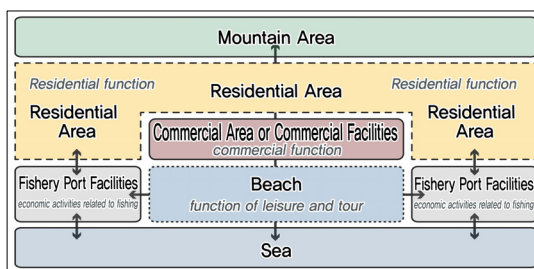 Mountain Area
Residential function
Residential function
Residential Area
Residential
Area
Residential
Area
Commercial Area or Commercial Facilities
commercial function
Fishery Port Facilities
economic activities related to fishing
Beach
function of leisure and tour
Fishery Port Facilities
economic activities related to fishing
Sea